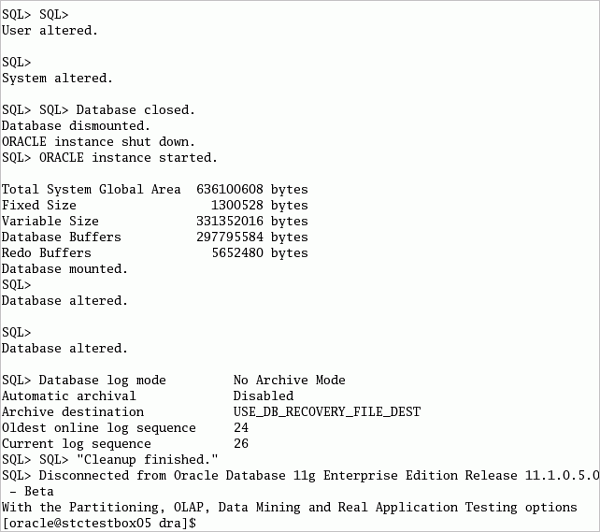 SQL> SQL>
User altered.
SQL>
System altered.
SQL> SQL> Database closed.
Database dismounted.
ORACLE instance shut down.
SQL> ORACLE instance started.
Total System Global Area  636100608 bytes
Fixed Size                  1300528 bytes
Variable Size             331352016 bytes
Database Buffers          297795584 bytes
Redo Buffers                5652480 bytes
Database mounted.
SQL>
Database altered.
SQL>
Database altered.
SQL> Database log mode         No Archive Mode
Automatic archival             Disabled
Archive destination            USE_DB_RECOVERY_FILE_DEST
Oldest online log sequence     24
Current log sequence           26
SQL> SQL> "Cleanup finished."
SQL> Disconnected from Oracle Database 11g Enterprise Edition Release 11.1.0.5.0
 - Beta
With the Partitioning, OLAP, Data Mining and Real Application Testing options
[oracle@stctestbox05 dra]$